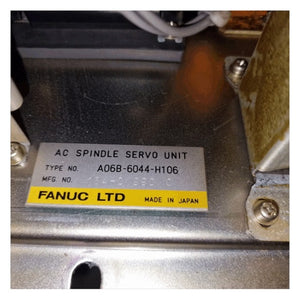 AC SPINDLE SERVO UNIT
TYPE NO. A06B-6044-H106
MFG. NO.
FANUC LTD MADE IN JAPAN